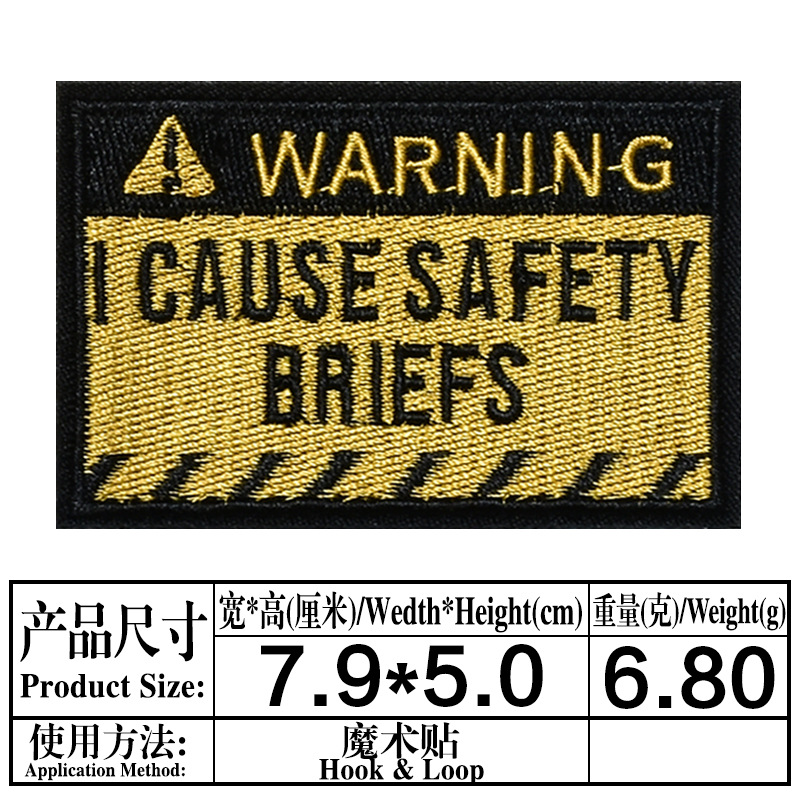 WARNING
I CAUSE SAFETY
BRIEFS
产品尺寸
Product Size:
宽*高(厘米)/Wedth*Height(cm)
重量(克)/Weight(g)
7.9*5.0
6.80
使用方法:
Application Method:
魔术贴
Hook & Loop